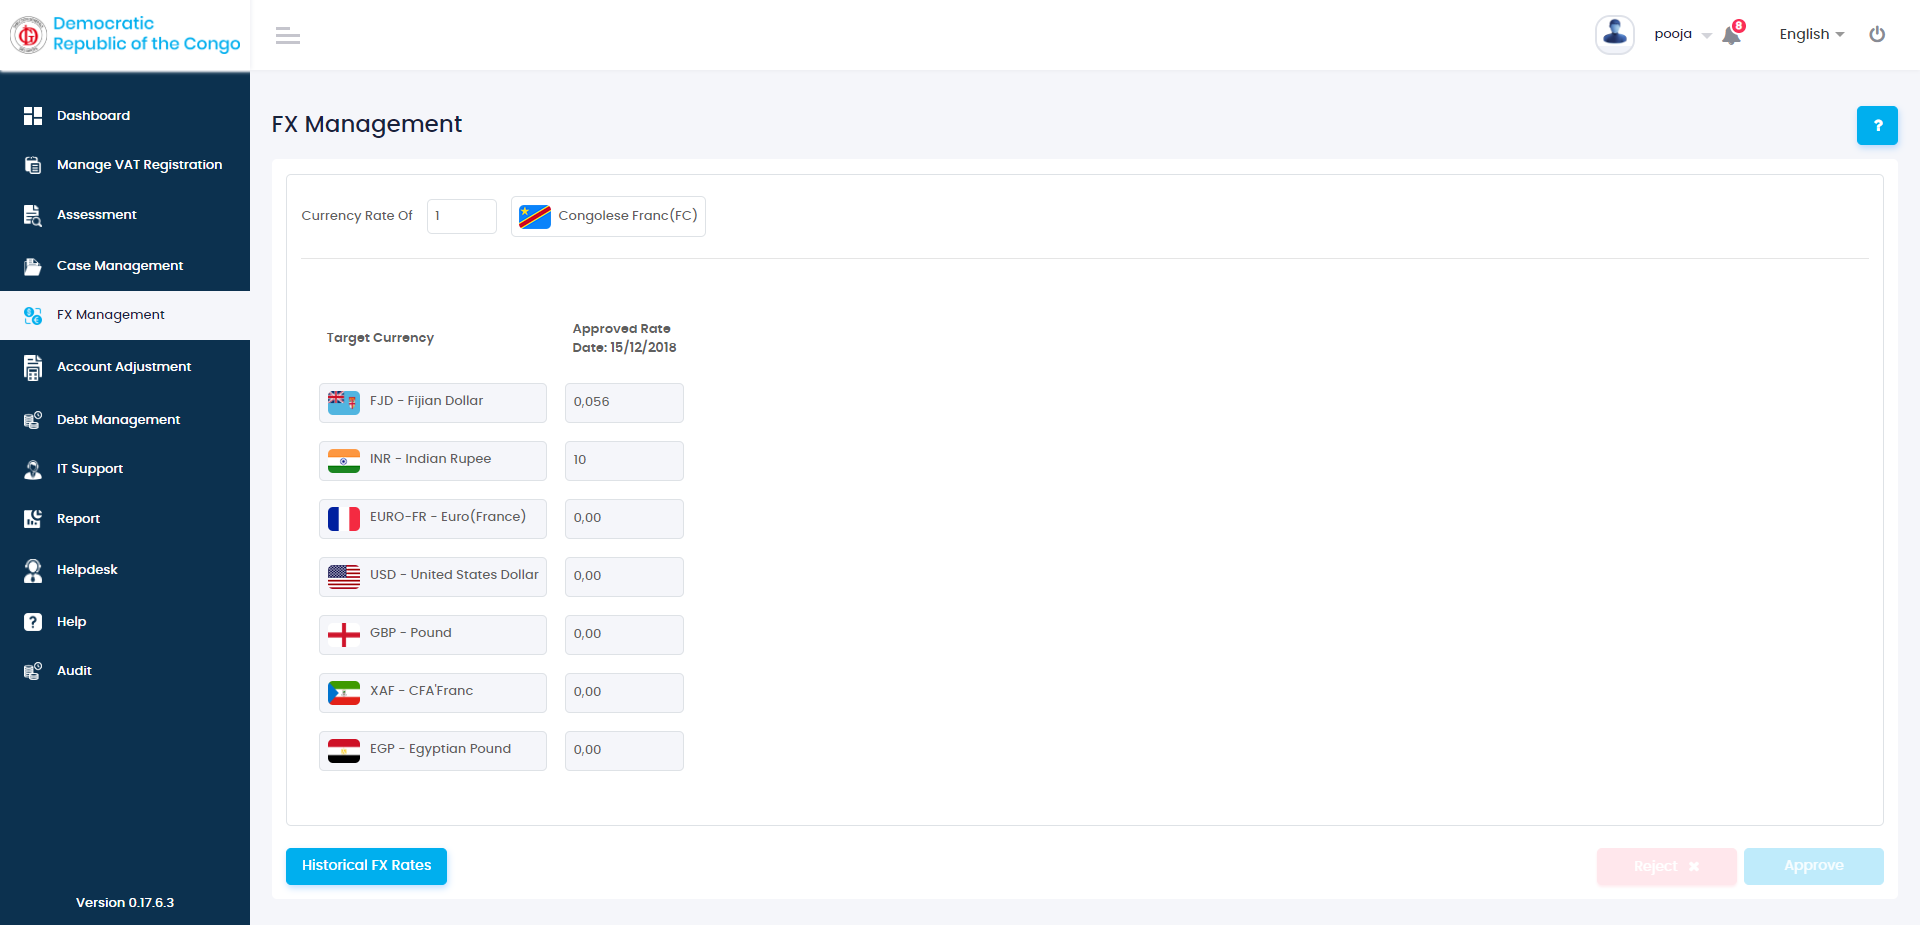 Democratic
Republic of the Congo
pooja
8
English
Dashboard
Manage VAT Registration
Assessment
Case Management
FX Management
Account Adjustment
Debt Management
IT Support
Report
Helpdesk
Help
Audit
Version 0.17.6.3
FX Management
?
Currency Rate Of
1
Congolese Franc(FC)
Target Currency
Approved Rate
Date: 15/12/2018
FJD - Fijian Dollar
0,056
INR - Indian Rupee
10
EURO-FR - Euro(France)
0,00
USD - United States Dollar
0,00
GBP - Pound
0,00
XAF - CFA'Franc
0,00
EGP - Egyptian Pound
0,00
Historical FX Rates
Reject ✖
Approve